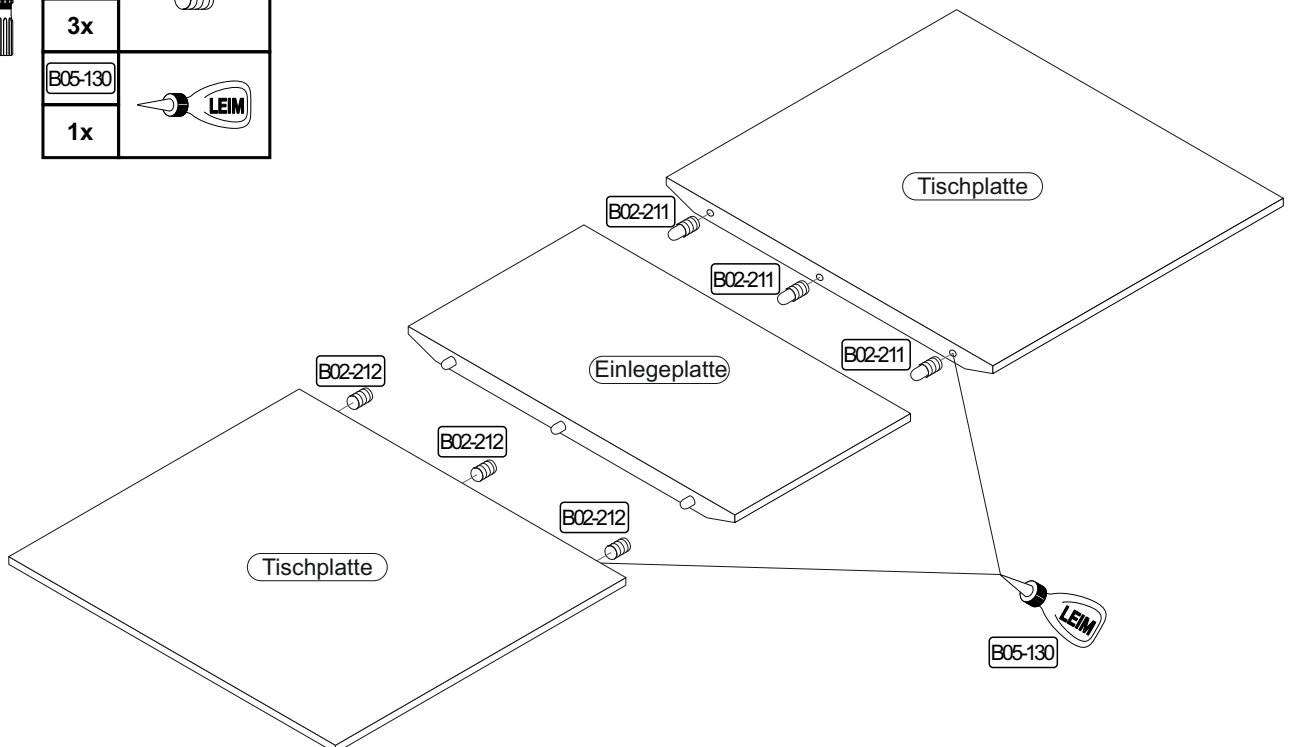 3x
B05-130
LEIM
1x
Tischplatte
B02-211
B02-211
B02-211
Einlegeplatte
B02-212
B02-212
B02-212
Tischplatte
LEIM
B05-130